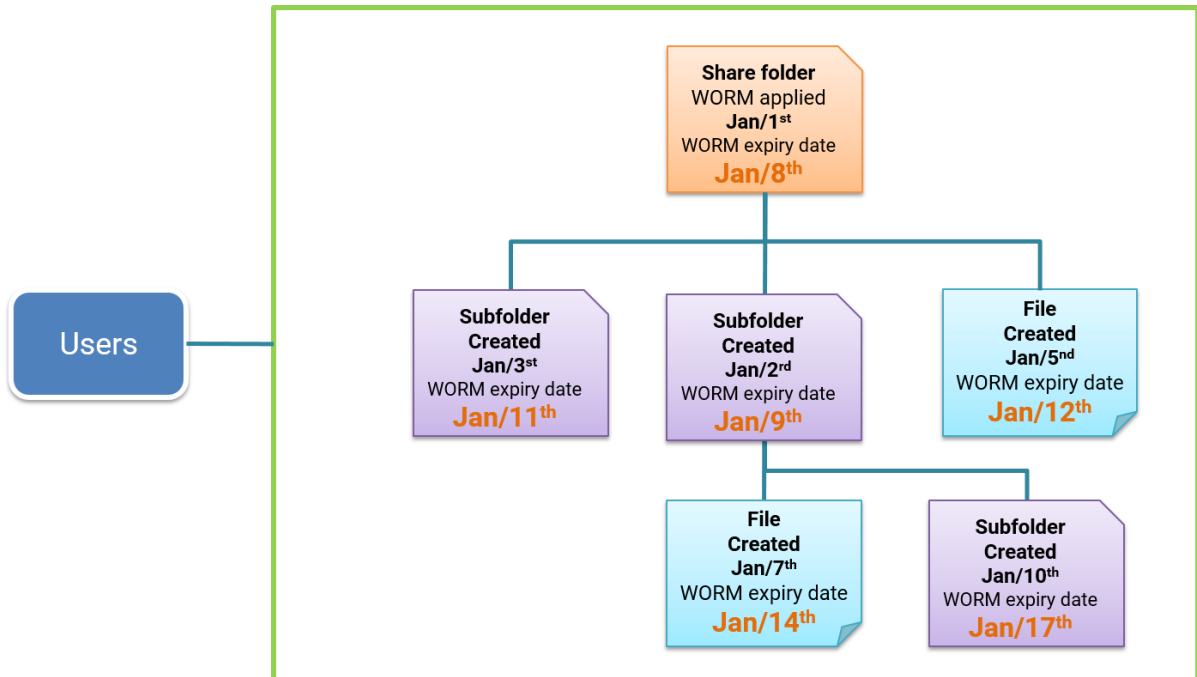 Share folder
WORM applied
Jan/1st
WORM expiry date
Jan/8th
Users
Subfolder
Created
Jan/3st
WORM expiry date
Jan/11th
Subfolder
Created
Jan/2rd
WORM expiry date
Jan/9th
File
Created
Jan/5nd
WORM expiry date
Jan/12th
File
Created
Jan/7th
WORM expiry date
Jan/14th
Subfolder
Created
Jan/10th
WORM expiry date
Jan/17th